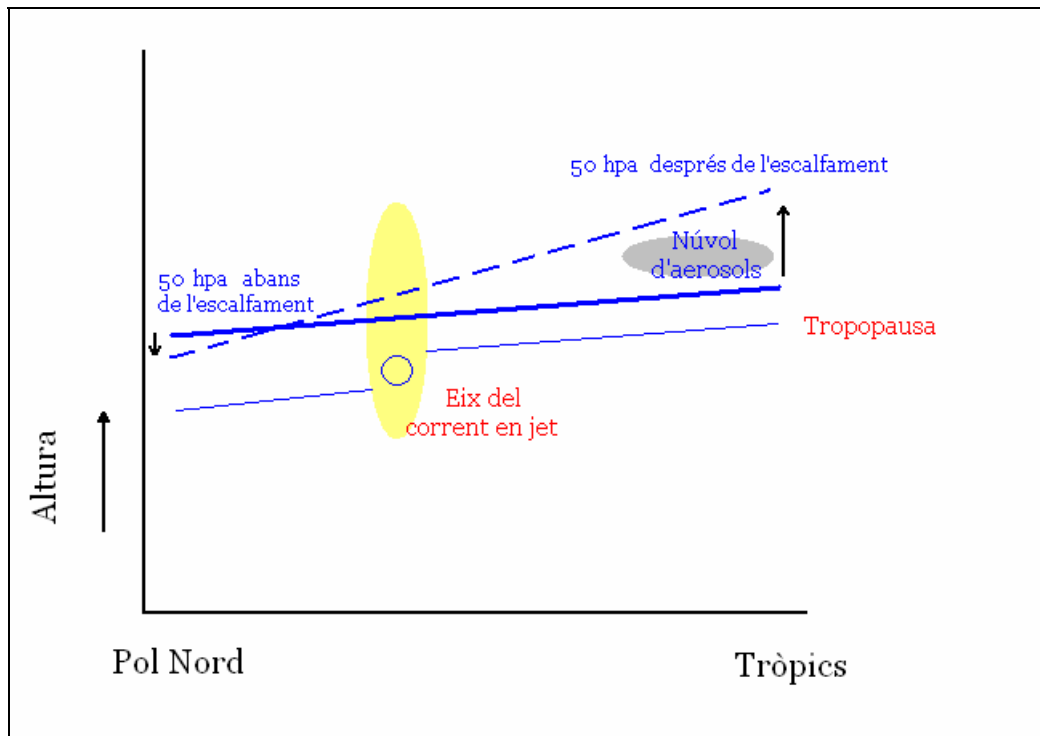 50 hpa després de l'escalfament
Núvol
d'aerosols
50 hpa abans
de l'escalfament
Tropopausa
Eix del
corrent en jet
Altura
Pol Nord
Tròpics